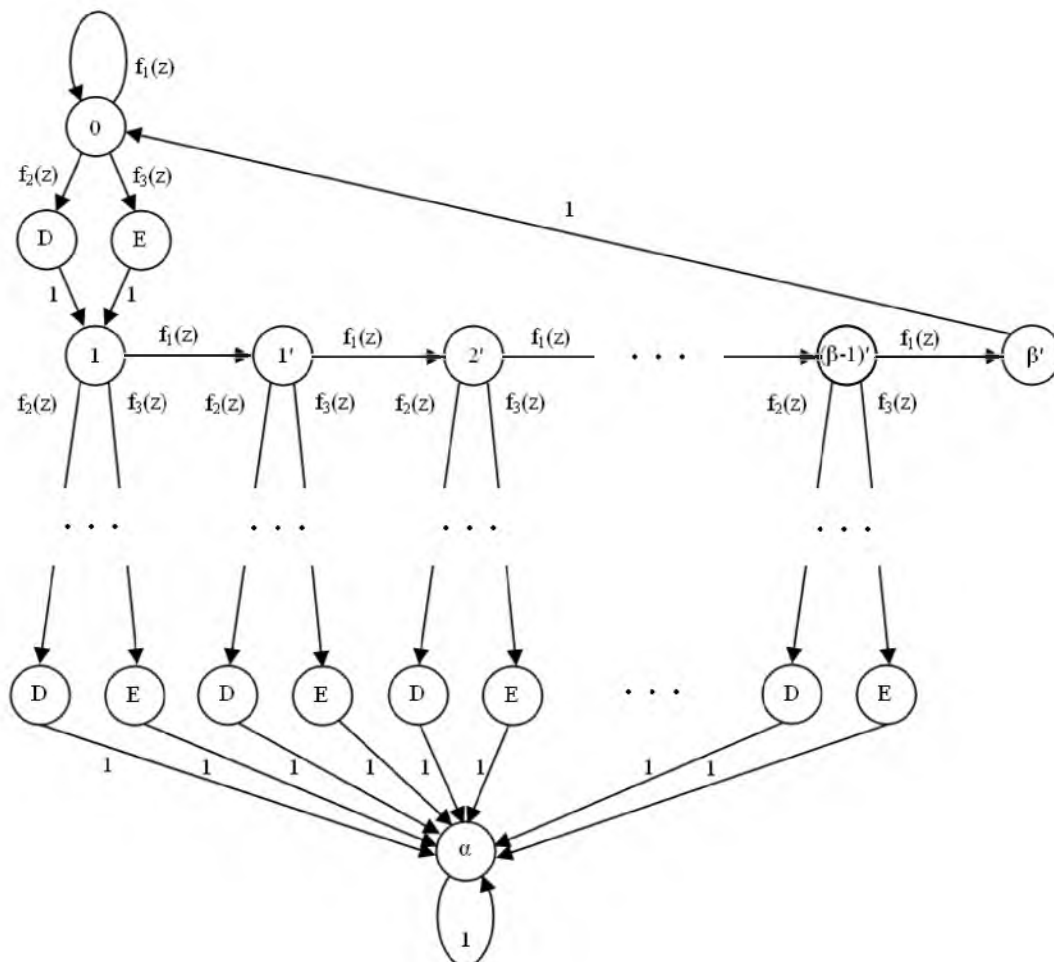 f₁(z)
0
f₂(z) f₃(z)
1
D E
1 1
1 f₁(z) 1' f₁(z) 2' f₁(z) . . . (β-1)' f₁(z) β'
f₂(z) f₃(z) f₂(z) f₃(z) f₂(z) f₃(z) f₂(z) f₃(z)
. . . . . . . . . . . .
D E D E D E . . . D E
1 1 1 1 1 1 1 1
α
1